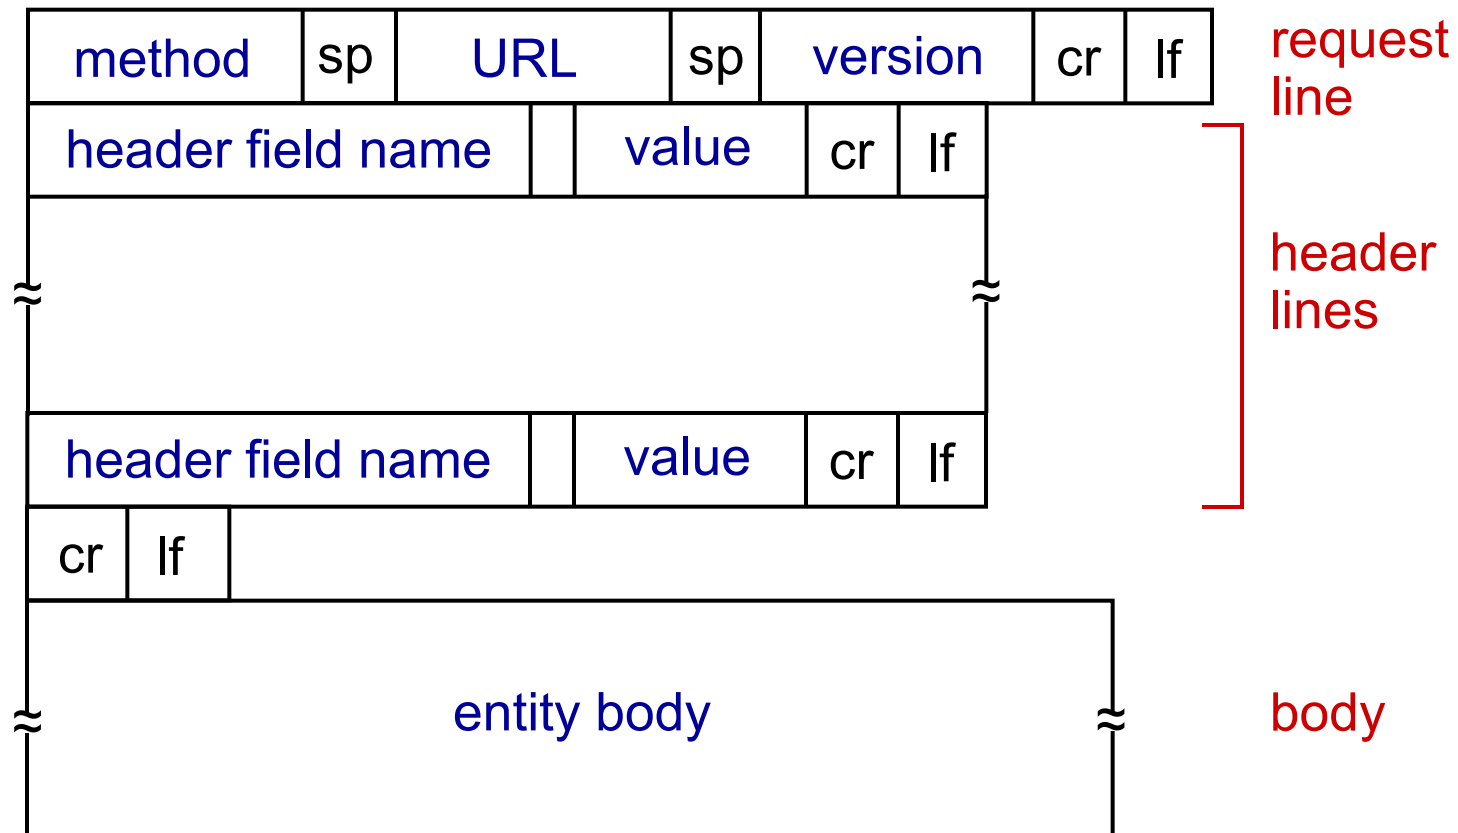 method sp URL sp version cr lf
request
line
header field name value cr lf
header
lines
header field name value cr lf
cr lf
entity body
body